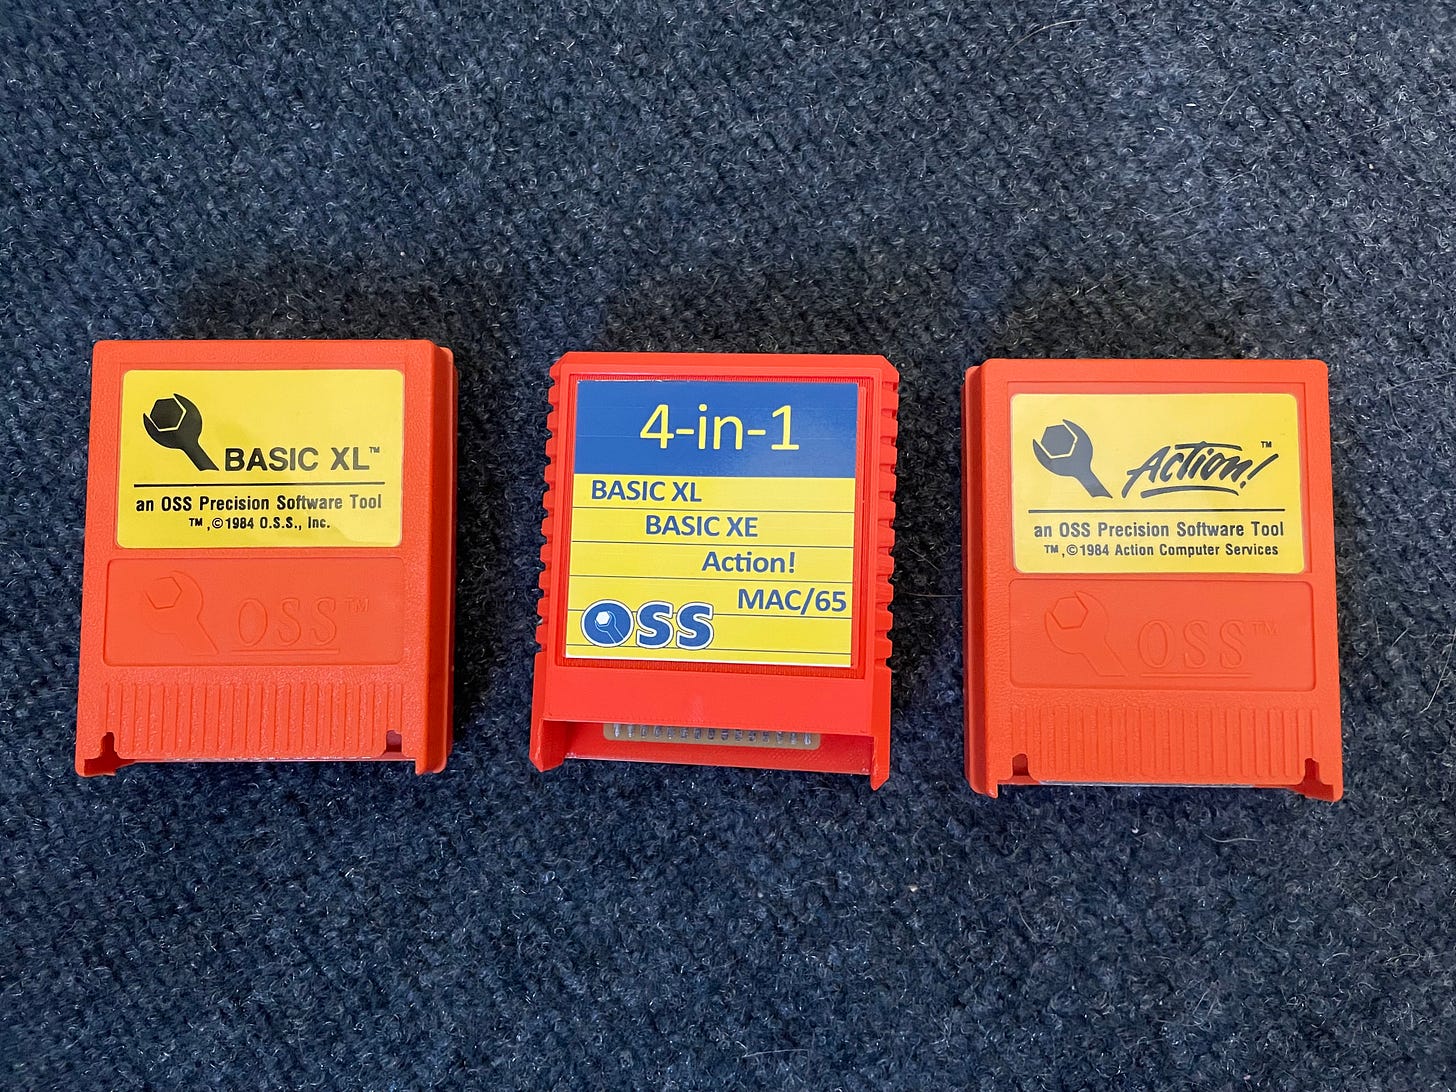 BASIC XL™
an OSS Precision Software Tool
™,©1984 O.S.S., Inc.
OSS™
4-in-1
BASIC XL
BASIC XE
Action!
MAC/65
OSS
Action!™
an OSS Precision Software Tool
™,©1984 Action Computer Services
OSS™